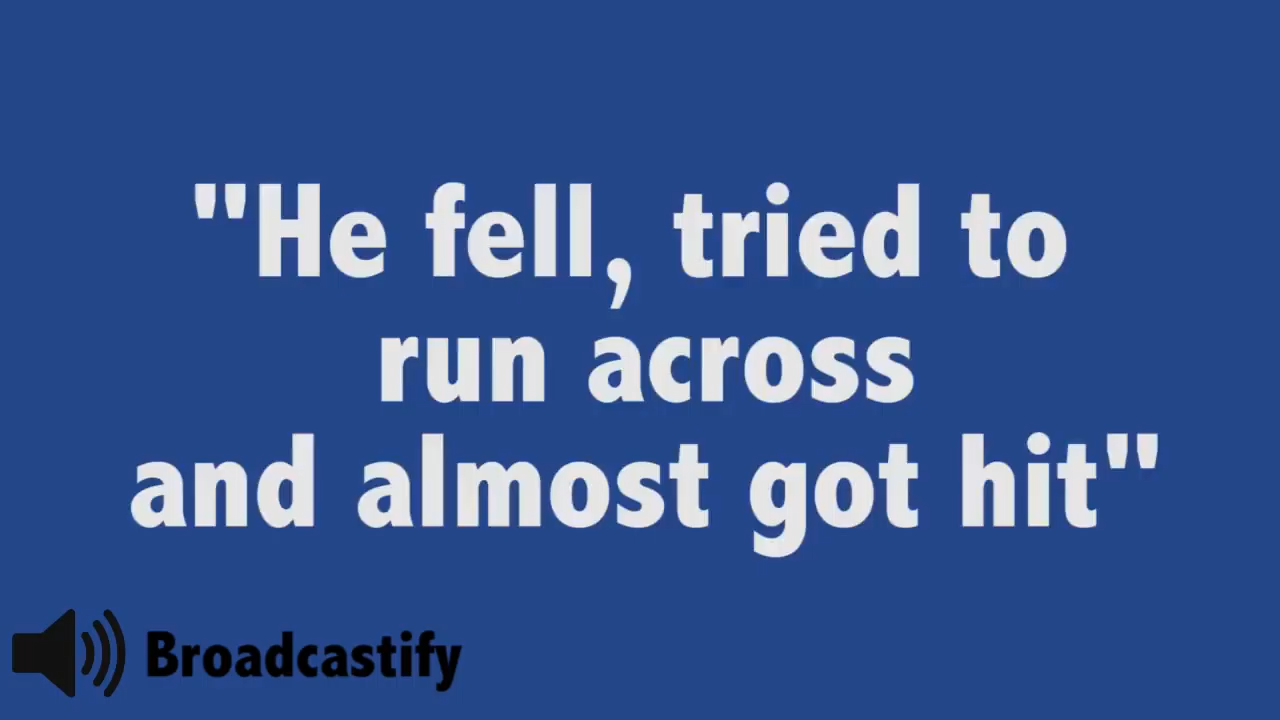 "He fell, tried to
run across
and almost got hit"
Broadcastify